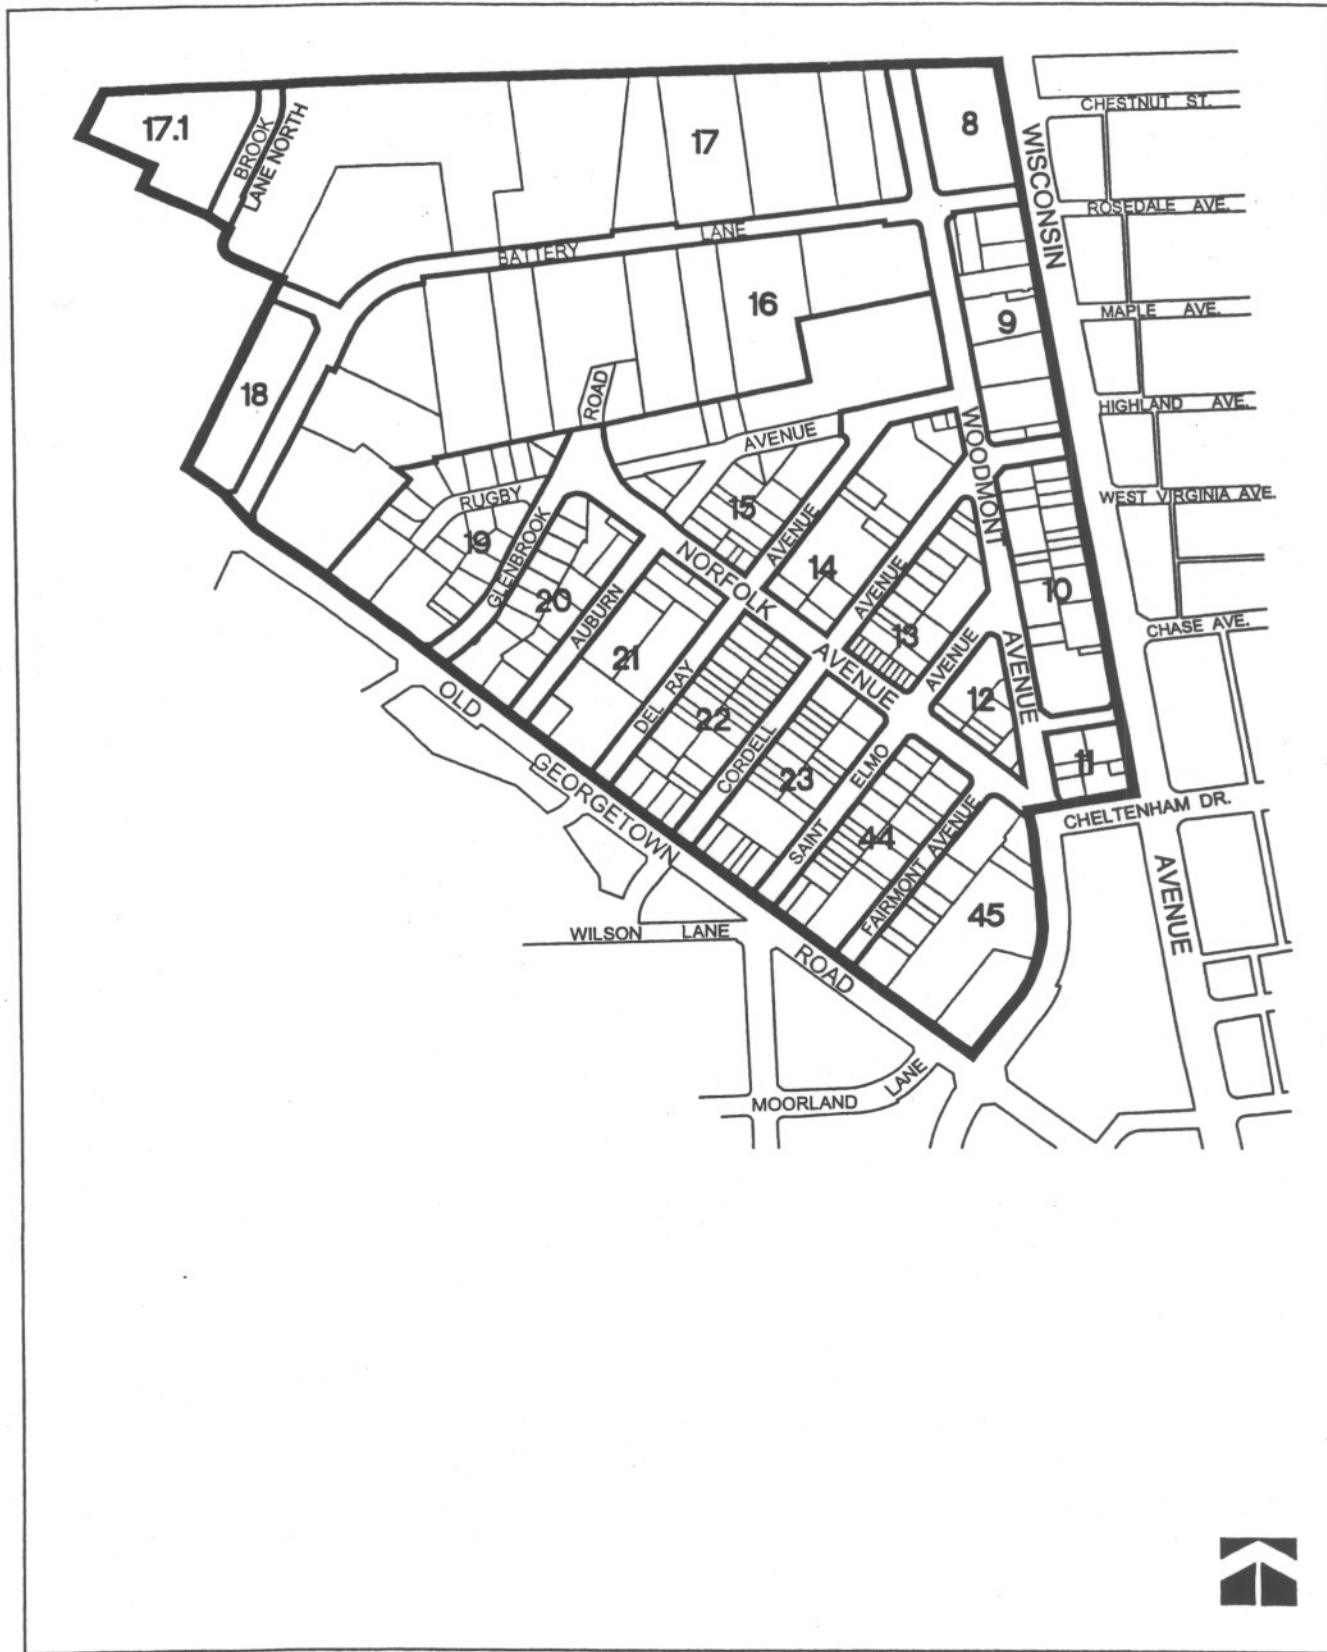 CHESTNUT ST.
8
17.1
17
BROOK
LANE NORTH
WISCONSIN
ROSEDALE AVE.
LANE
BATTERY
16
9
MAPLE AVE.
18
ROAD
HIGHLAND AVE.
AVENUE
WOODMONT
RUGBY
WEST VIRGINIA AVE.
15
AVENUE
19
GLENBROOK
NORFOLK
14
AVENUE
10
20
AUBURN
CHASE AVE.
13
21
AVENUE
AVENUE
AVENUE
DEL RAY
12
OLD
22
CORDELL
ELMO
11
GEORGETOWN
23
CHELTENHAM DR.
SAINT
44
FAIRMONT AVENUE
AVENUE
45
WILSON LANE
ROAD
LANE
MOORLAND